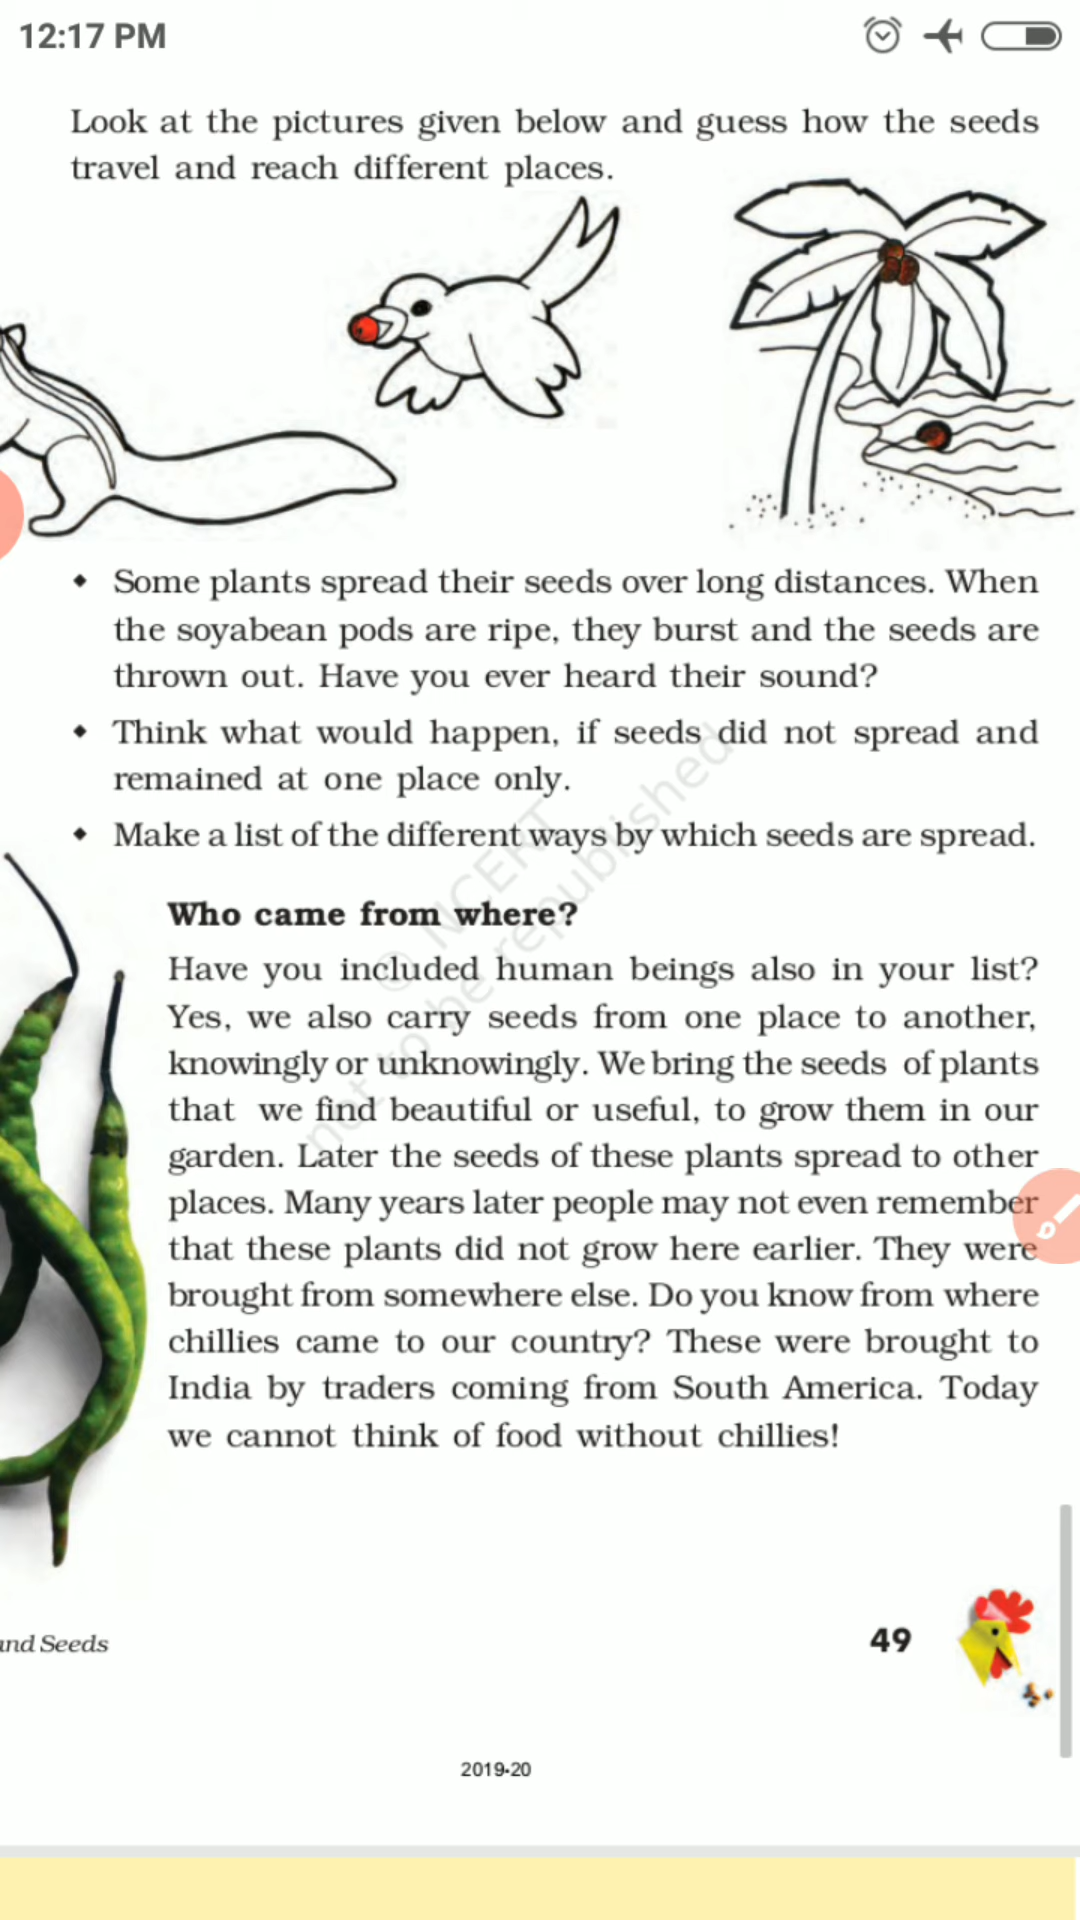 12:17 PM
Look at the pictures given below and guess how the seeds
travel and reach different places.
Some plants spread their seeds over long distances. When
the soyabean pods are ripe, they burst and the seeds are
thrown out. Have you ever heard their sound?
Think what would happen, if seeds did not spread and
remained at one place only.
Make a list of the different ways by which seeds are spread.
Who came from where?
Have you included human beings also in your list?
Yes, we also carry seeds from one place to another,
knowingly or unknowingly. We bring the seeds of plants
that we find beautiful or useful, to grow them in our
garden. Later the seeds of these plants spread to other
places. Many years later people may not even remember
that these plants did not grow here earlier. They were
brought from somewhere else. Do you know from where
chillies came to our country? These were brought to
India by traders coming from South America. Today
we cannot think of food without chillies!
© NCERT
not to be republished
and Seeds
49
2019-20